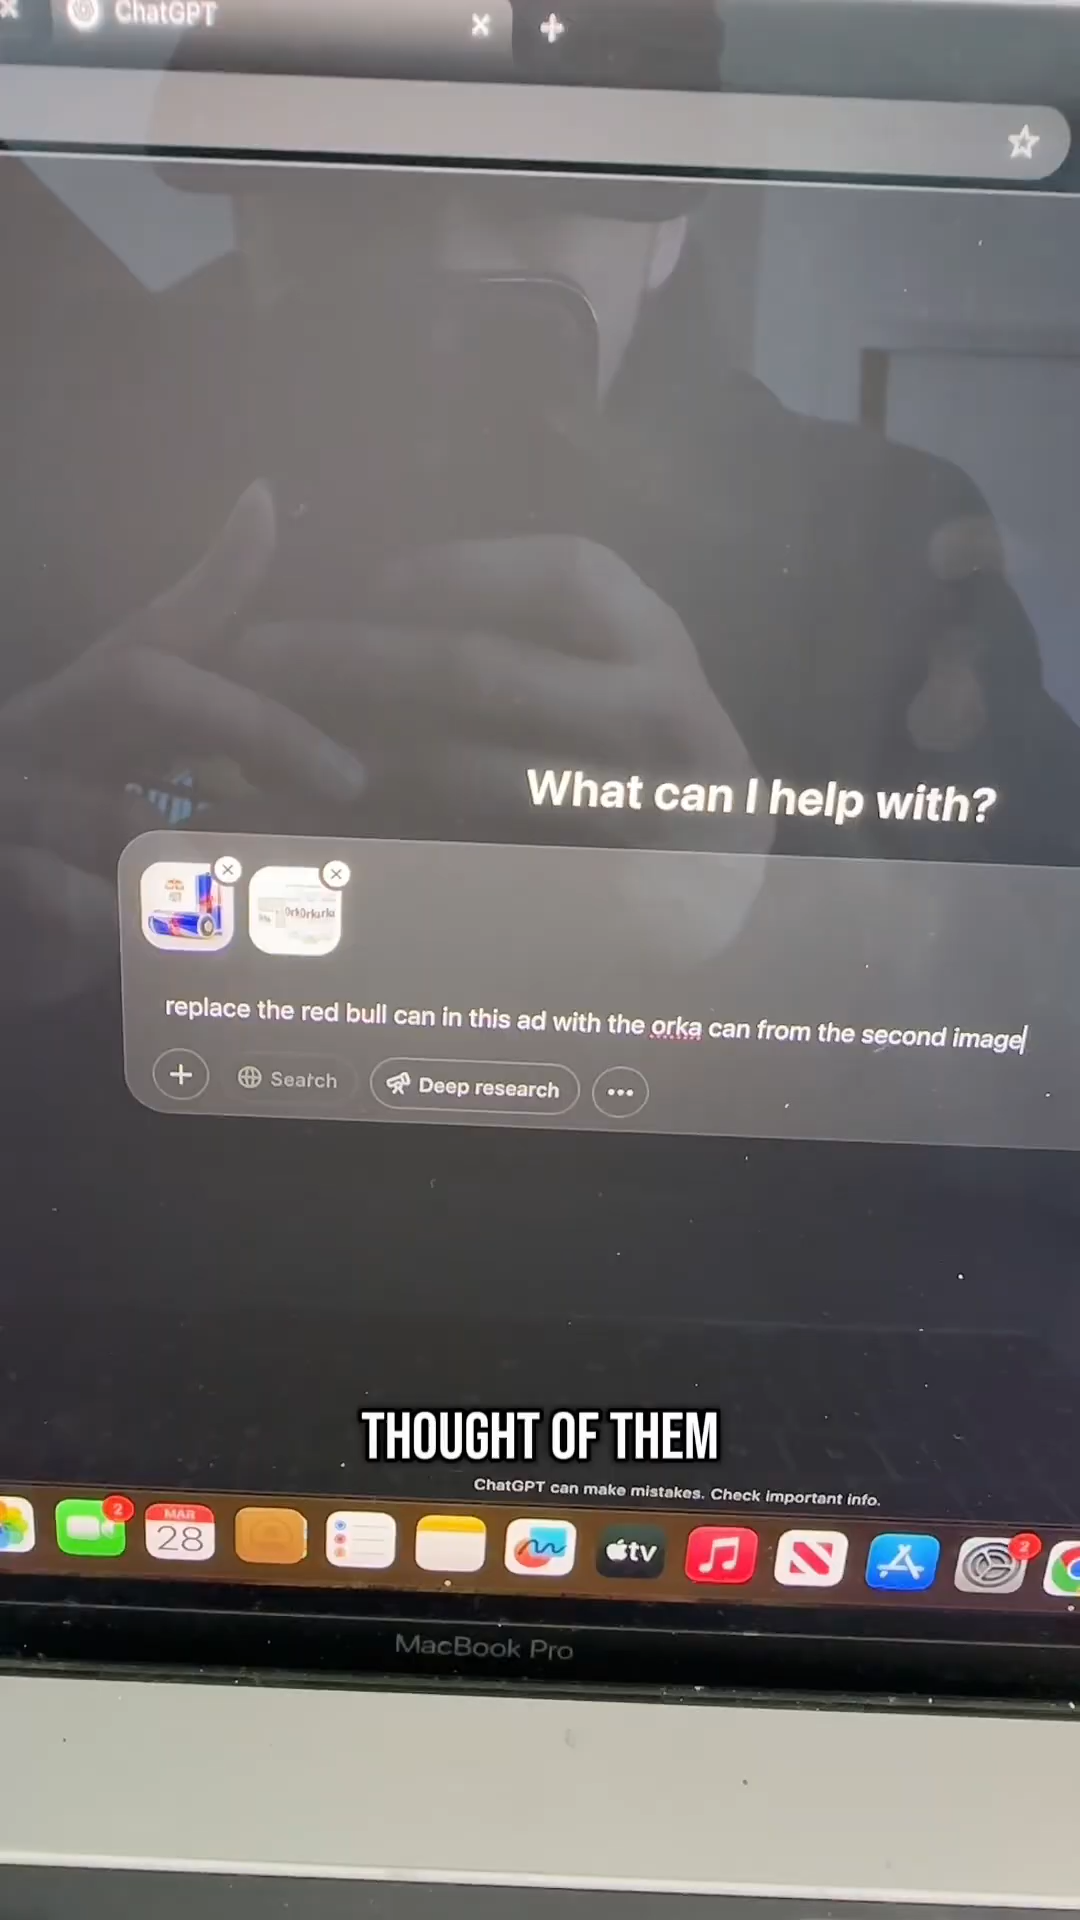 ChatGPT
What can I help with?
replace the red bull can in this ad with the orka can from the second image
Search
Deep research
THOUGHT OF THEM
ChatGPT can make mistakes. Check important info.
2
MAR
28
tv
2
MacBook Pro